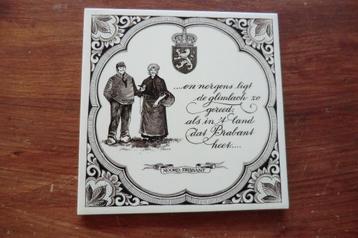 ....en nergens ligt
de glimlach zo
gereed;
als in 't land
dat Brabant
heet....
NOORD-BRABANT